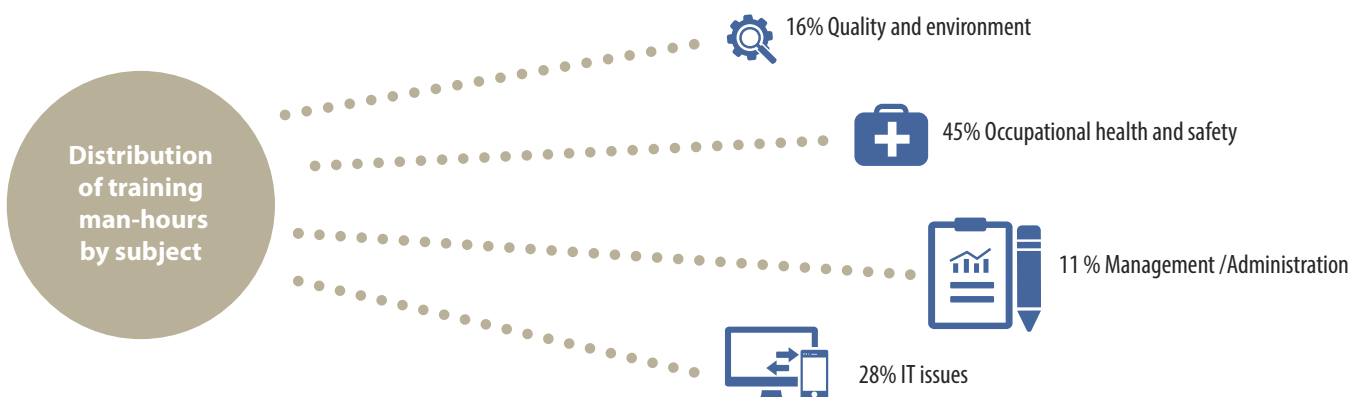 Distribution
of training
man-hours
by subject
16% Quality and environment
45% Occupational health and safety
11 % Management /Administration
28% IT issues